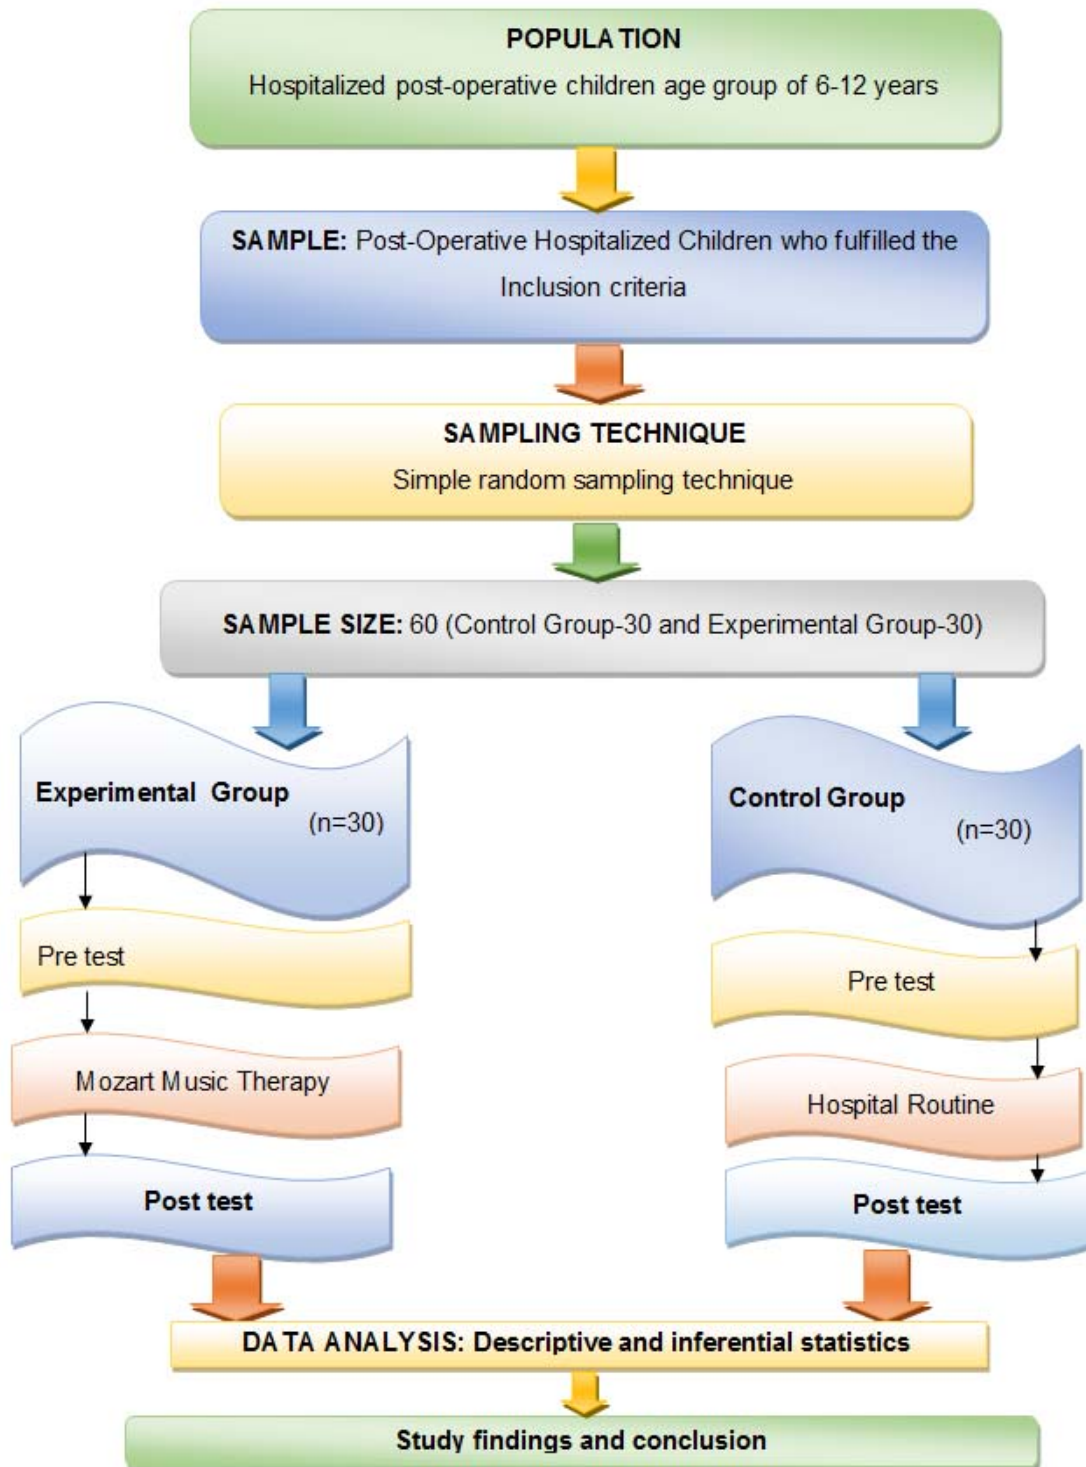 POPULATION
Hospitalized post-operative children age group of 6-12 years
SAMPLE: Post-Operative Hospitalized Children who fulfilled the
Inclusion criteria
SAMPLING TECHNIQUE
Simple random sampling technique
SAMPLE SIZE: 60 (Control Group-30 and Experimental Group-30)
Experimental Group
(n=30)
Pre test
Mozart Music Therapy
Post test
Control Group
(n=30)
Pre test
Hospital Routine
Post test
DATA ANALYSIS: Descriptive and inferential statistics
Study findings and conclusion